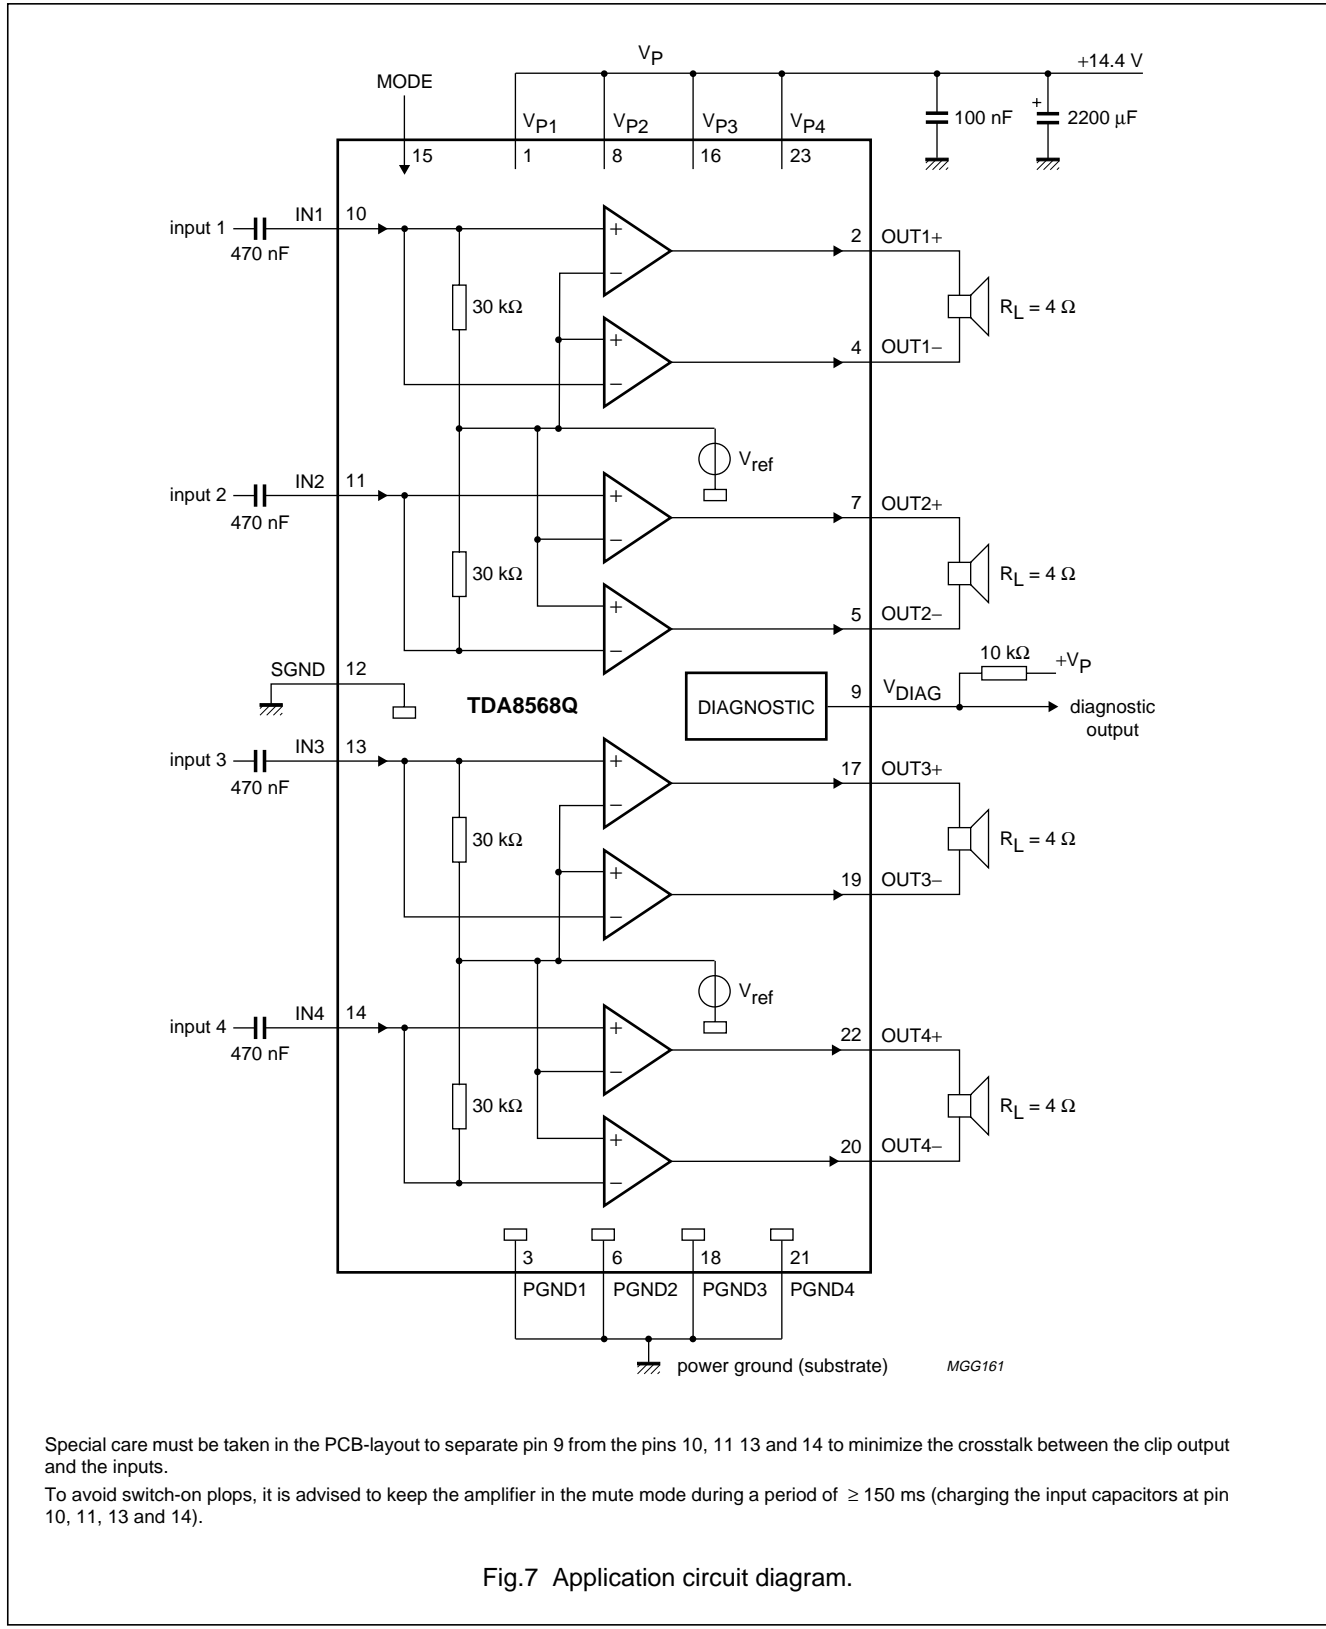 V_P
+14.4 V
MODE
V_P1
V_P2
V_P3
V_P4
+
100 nF
2200 μF
15
1
8
16
23
input 1
470 nF
IN1
10
+
−
2
OUT1+
30 kΩ
R_L = 4 Ω
+
−
4
OUT1−
V_ref
input 2
470 nF
IN2
11
+
−
7
OUT2+
30 kΩ
R_L = 4 Ω
+
−
5
OUT2−
SGND
12
TDA8568Q
DIAGNOSTIC
9
V_DIAG
10 kΩ
+V_P
diagnostic
output
input 3
470 nF
IN3
13
+
−
17
OUT3+
30 kΩ
R_L = 4 Ω
+
−
19
OUT3−
V_ref
input 4
470 nF
IN4
14
+
−
22
OUT4+
30 kΩ
R_L = 4 Ω
+
−
20
OUT4−
3
6
18
21
PGND1
PGND2
PGND3
PGND4
power ground (substrate)
MGG161
Special care must be taken in the PCB-layout to separate pin 9 from the pins 10, 11 13 and 14 to minimize the crosstalk between the clip output
and the inputs.
To avoid switch-on plops, it is advised to keep the amplifier in the mute mode during a period of ≥ 150 ms (charging the input capacitors at pin
10, 11, 13 and 14).
Fig.7 Application circuit diagram.